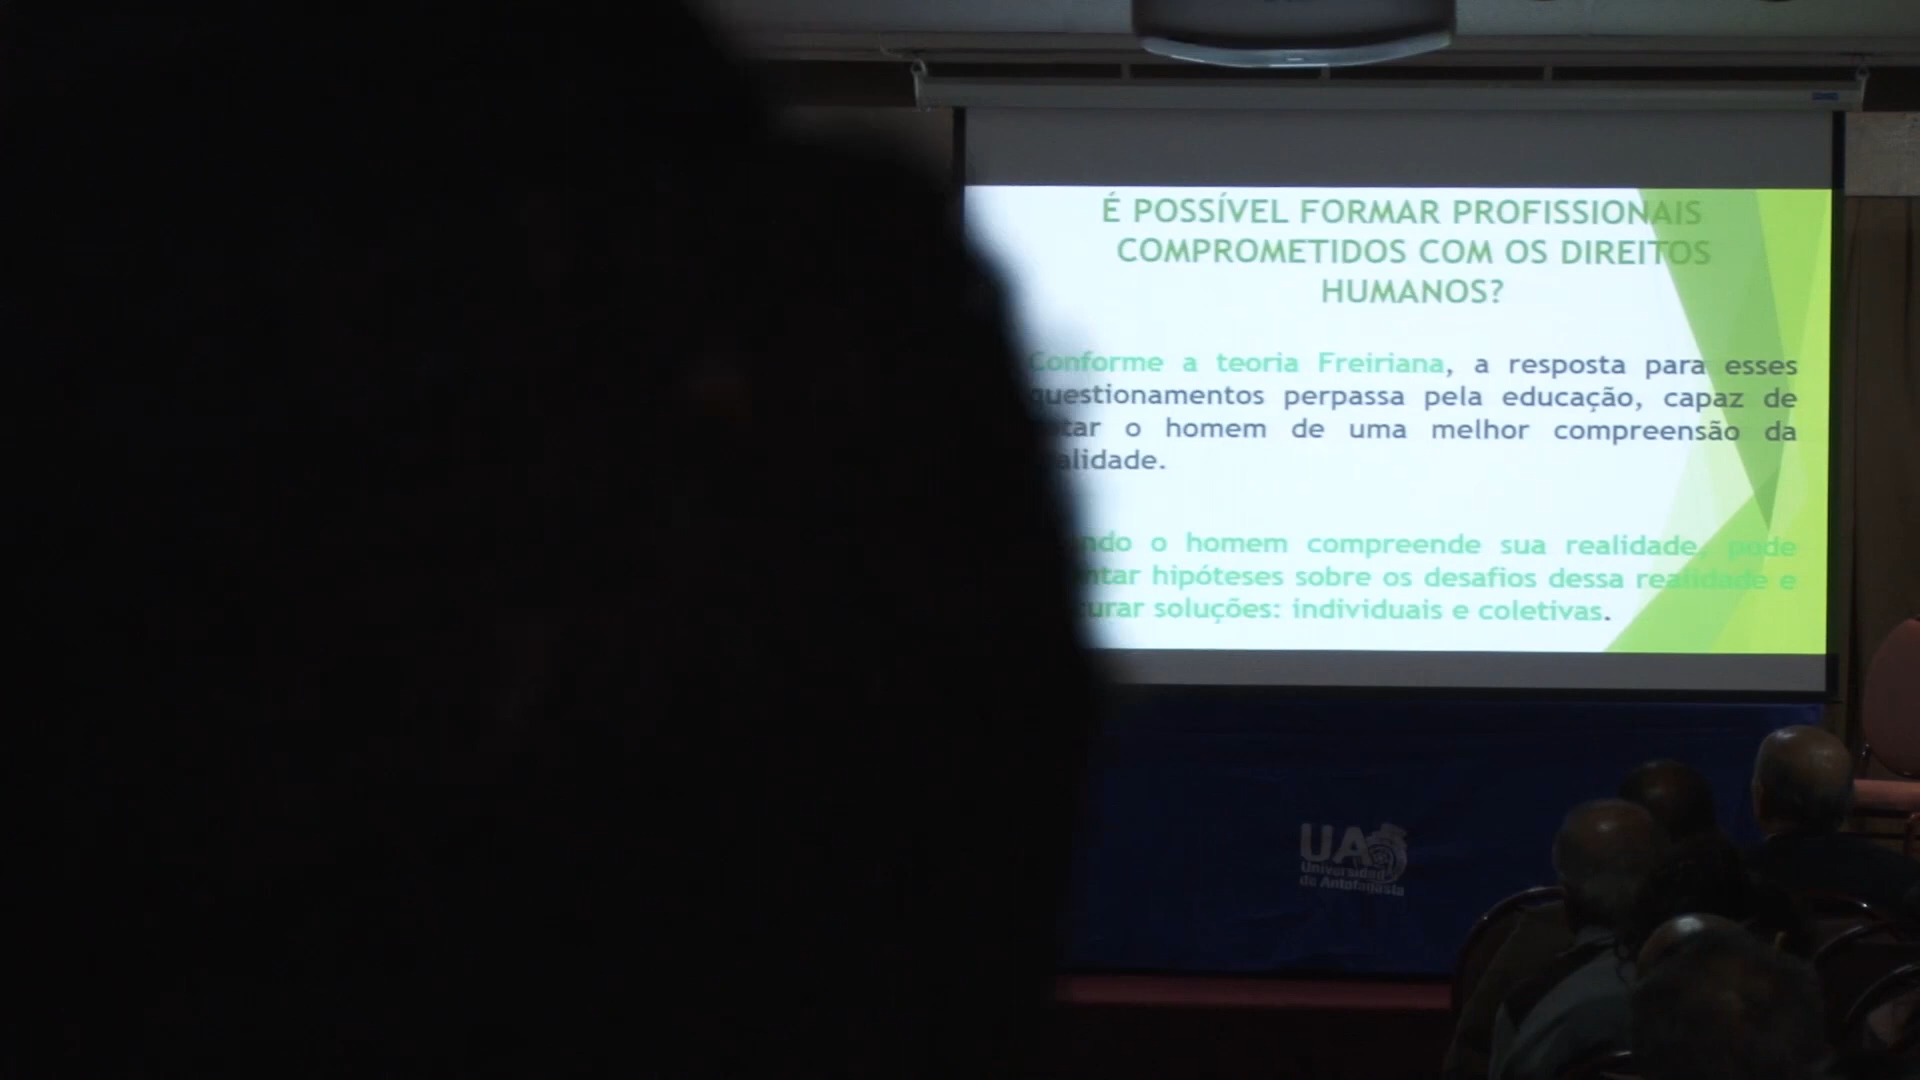 É POSSÍVEL FORMAR PROFISSIONAIS
COMPROMETIDOS COM OS DIREITOS
HUMANOS?
Conforme a teoria Freiriana, a resposta para esses
questionamentos perpassa pela educação, capaz de
o homem de uma melhor compreensão da
o homem compreende sua realidade, pode
hipóteses sobre os desafios dessa realidade e
soluções: individuais e coletivas.
UA
Universidad
de Antofagasta